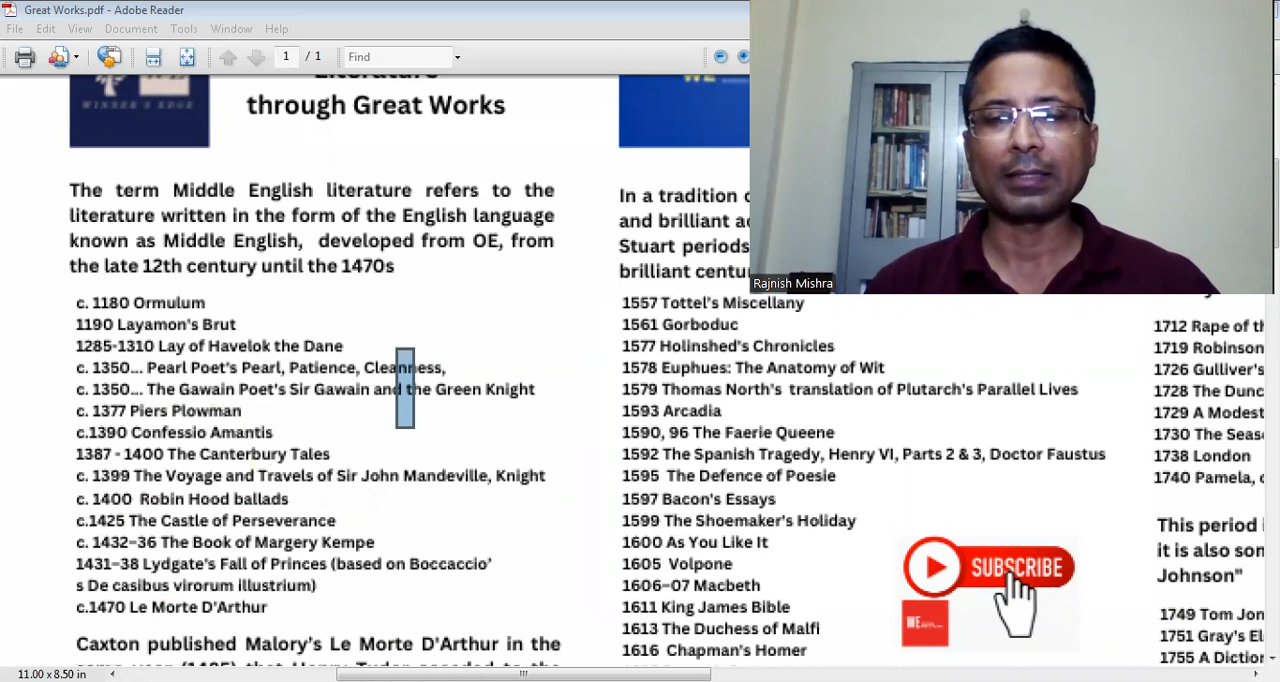 Great Works.pdf - Adobe Reader
File Edit View Document Tools Window Help
1 / 1 Find
WINNER'S EDGE
Literature
through Great Works
WE
The term Middle English literature refers to the
literature written in the form of the English language
known as Middle English, developed from OE, from
the late 12th century until the 1470s
c. 1180 Ormulum
1190 Layamon's Brut
1285-1310 Lay of Havelok the Dane
c. 1350... Pearl Poet's Pearl, Patience, Cleanness,
c. 1350... The Gawain Poet's Sir Gawain and the Green Knight
c. 1377 Piers Plowman
c.1390 Confessio Amantis
1387 - 1400 The Canterbury Tales
c. 1399 The Voyage and Travels of Sir John Mandeville, Knight
c. 1400 Robin Hood ballads
c.1425 The Castle of Perseverance
c. 1432–36 The Book of Margery Kempe
1431–38 Lydgate's Fall of Princes (based on Boccaccio'
s De casibus virorum illustrium)
c.1470 Le Morte D'Arthur
Caxton published Malory's Le Morte D'Arthur in the
In a tradition
and brilliant
Stuart periods
brilliant
1557 Tottel's Miscellany
1561 Gorboduc
1577 Holinshed's Chronicles
1578 Euphues: The Anatomy of Wit
1579 Thomas North's translation of Plutarch's Parallel Lives
1593 Arcadia
1590, 96 The Faerie Queene
1592 The Spanish Tragedy, Henry VI, Parts 2 & 3, Doctor Faustus
1595 The Defence of Poesie
1597 Bacon's Essays
1599 The Shoemaker's Holiday
1600 As You Like It
1605 Volpone
1606–07 Macbeth
1611 King James Bible
1613 The Duchess of Malfi
1616 Chapman's Homer
Rajnish Mishra
SUBSCRIBE
WE
1712 Rape of
1719 Robinson
1726 Gulliver's
1728 The Dunc
1729 A Modest
1730 The Seas
1738 London
1740 Pamela,
This period
it is also
Johnson"
1749 Tom Jon
1751 Gray's El
1755 A Diction
11.00 x 8.50 in